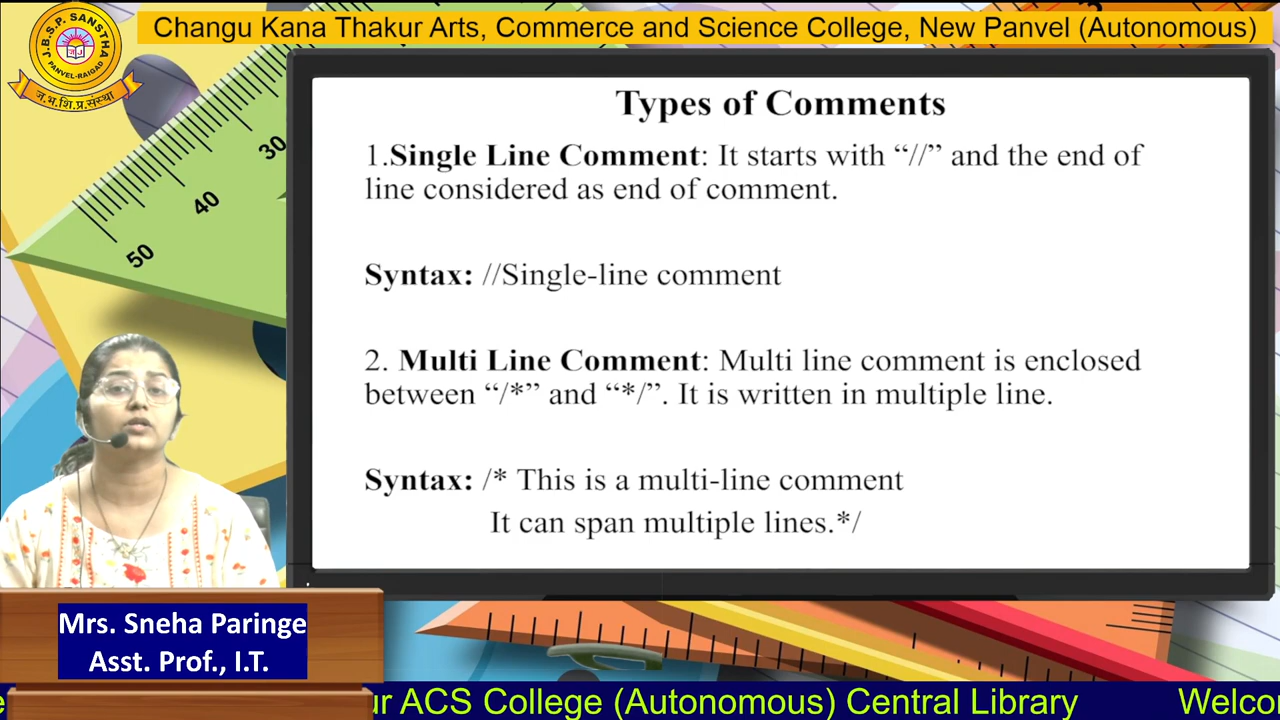 Changu Kana Thakur Arts, Commerce and Science College, New Panvel (Autonomous)
J.B.S.P. SANSTHA
PANVEL-RAIGAD
ज.भ.शि.प्र.संस्था
30
40
50
Types of Comments
1.Single Line Comment: It starts with “//” and the end of
line considered as end of comment.
Syntax: //Single-line comment
2. Multi Line Comment: Multi line comment is enclosed
between “/*” and “*/”. It is written in multiple line.
Syntax: /* This is a multi-line comment
It can span multiple lines.*/
Mrs. Sneha Paringe
Asst. Prof., I.T.
ur ACS College (Autonomous) Central Library Welco